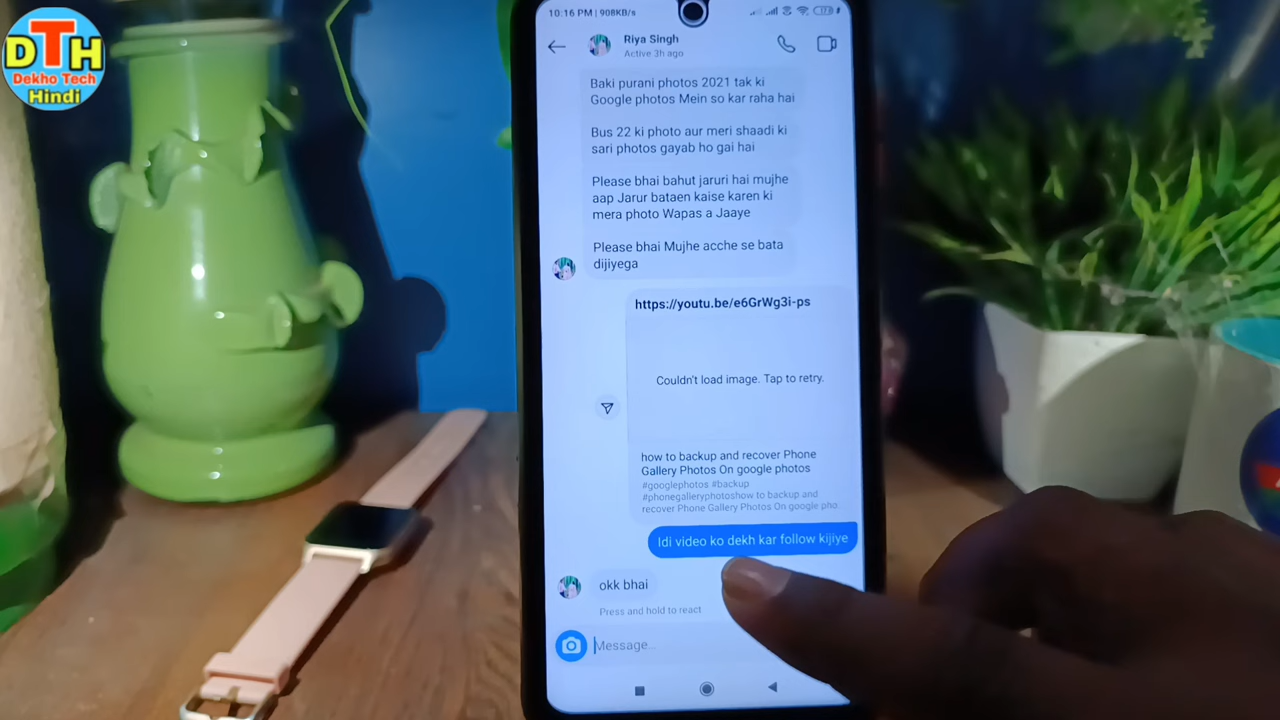 DTH
Dekho Tech
Hindi
10:16 PM | 908KB/s
Riya Singh
Active 3h ago
Baki purani photos 2021 tak ki
Google photos Mein so kar raha hai
Bus 22 ki photo aur meri shaadi ki
sari photos gayab ho gai hai
Please bhai bahut jaruri hai mujhe
aap Jarur bataen kaise karen ki
mera photo Wapas a Jaaye
Please bhai Mujhe acche se bata
dijiyega
https://youtu.be/e6GrWg3i-ps
Couldn't load image. Tap to retry.
how to backup and recover Phone
Gallery Photos On google photos
#googlephotos #backup
#phonegalleryphotoshow to backup and
recover Phone Gallery Photos On google pho
Idi video ko dekh kar follow kijiye
okk bhai
Press and hold to react
Message...